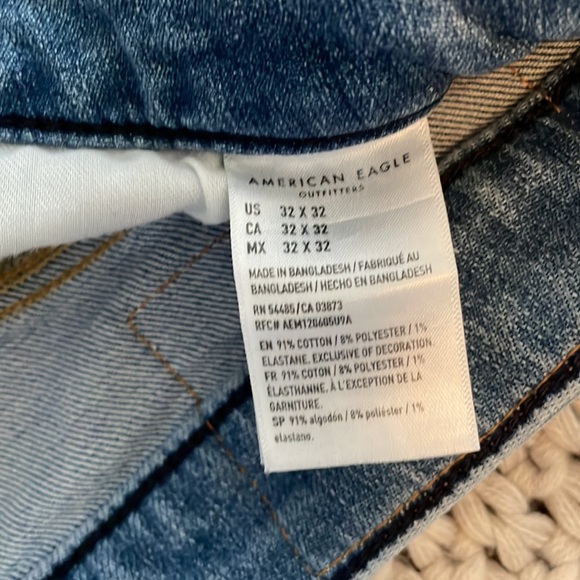 AMERICAN EAGLE
OUTFITTERS
US 32 X 32
CA 32 X 32
MX 32 X 32
MADE IN BANGLADESH / FABRIQUÉ AU
BANGLADESH / HECHO EN BANGLADESH
RN 54485/CA 03873
RFC# AEM120605U9A
EN 91% COTTON / 8% POLYESTER / 1%
ELASTANE. EXCLUSIVE OF DECORATION.
FR 91% COTON / 8% POLYESTER / 1%
ÉLASTHANNE. À L'EXCEPTION DE LA
GARNITURE.
SP 91% algodón / 8% poliéster / 1%
elastano.